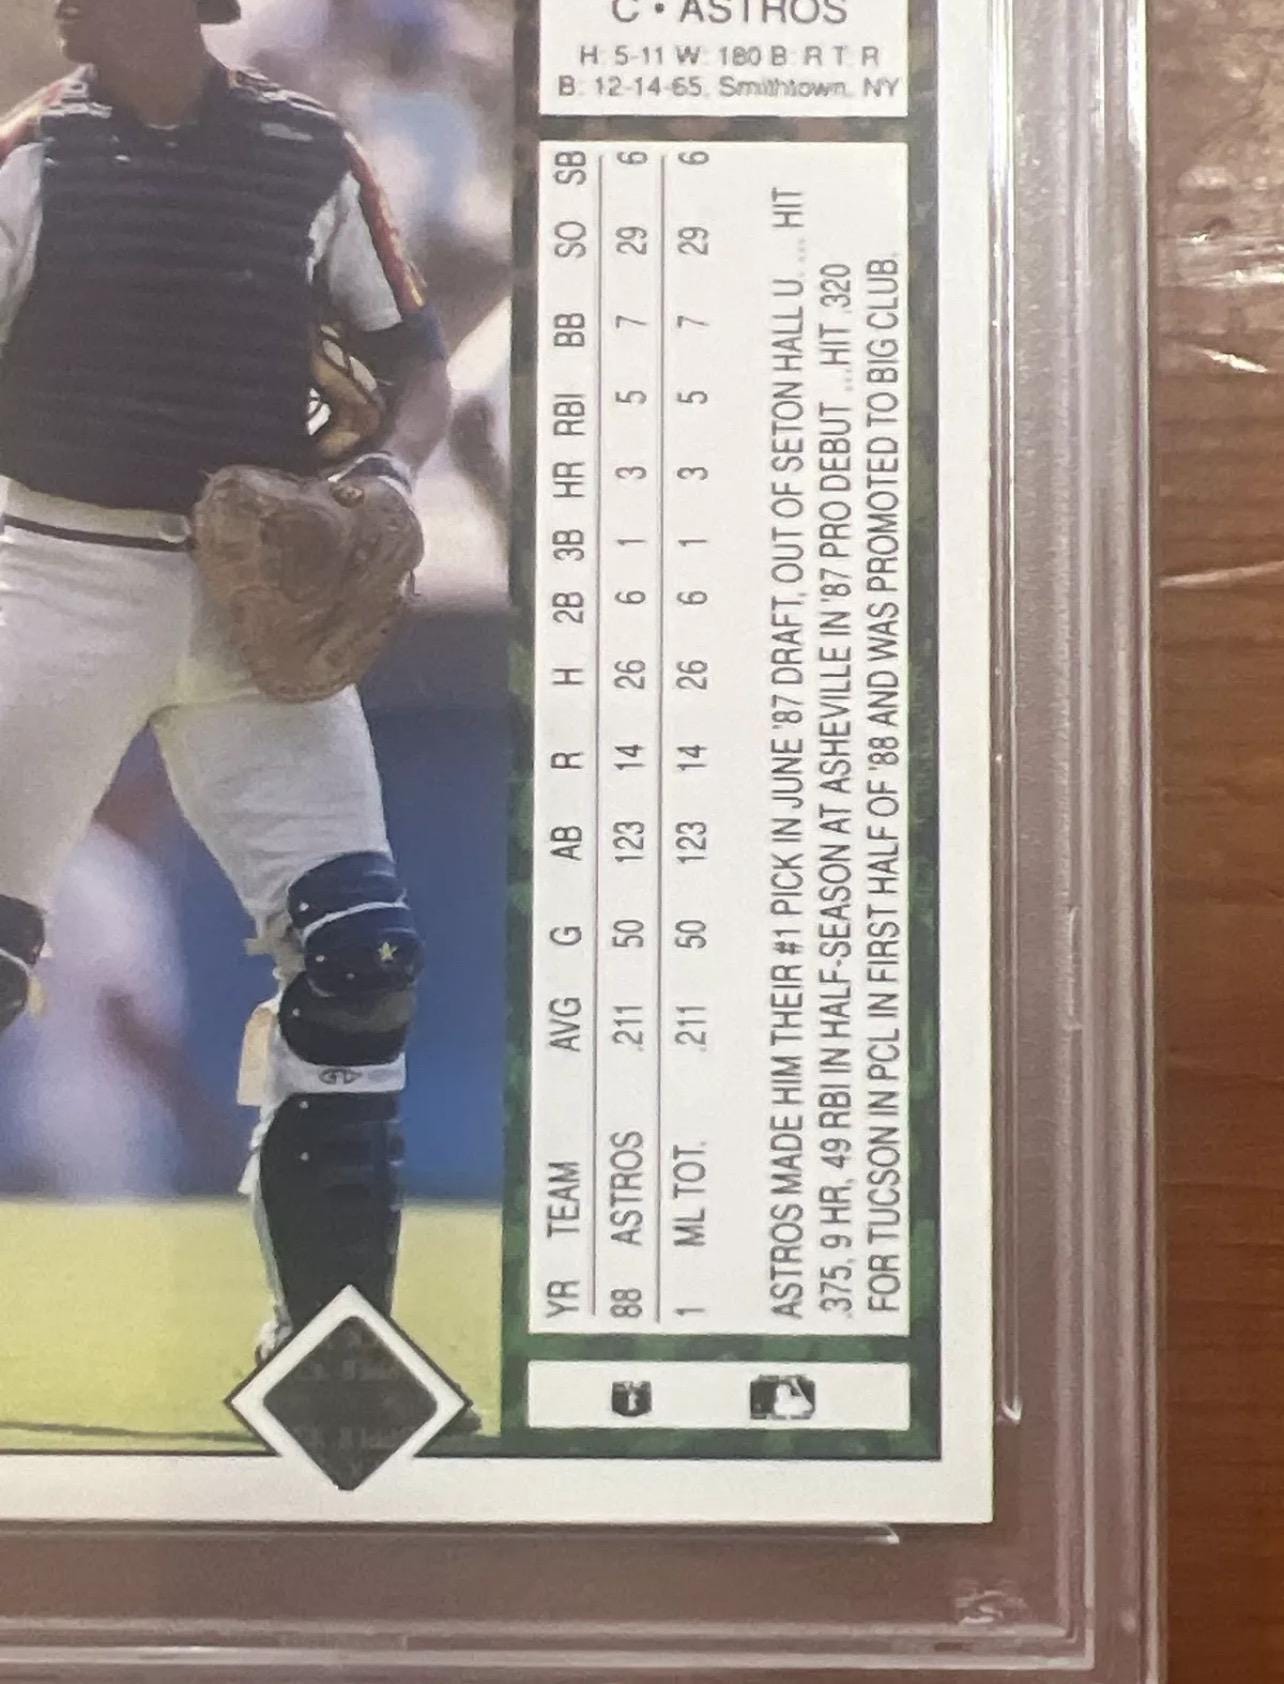 C • ASTROS
H: 5-11 W: 180 B: R T: R
B: 12-14-65, Smithtown, NY
YR TEAM AVG G AB R H 2B 3B HR RBI BB SO SB
88 ASTROS .211 50 123 14 26 6 1 3 5 7 29 6
1 ML TOT. .211 50 123 14 26 6 1 3 5 7 29 6
ASTROS MADE HIM THEIR #1 PICK IN JUNE '87 DRAFT, OUT OF SETON HALL U. ... HIT
.375, 9 HR, 49 RBI IN HALF-SEASON AT ASHEVILLE IN '87 PRO DEBUT ... HIT .320
FOR TUCSON IN PCL IN FIRST HALF OF '88 AND WAS PROMOTED TO BIG CLUB.